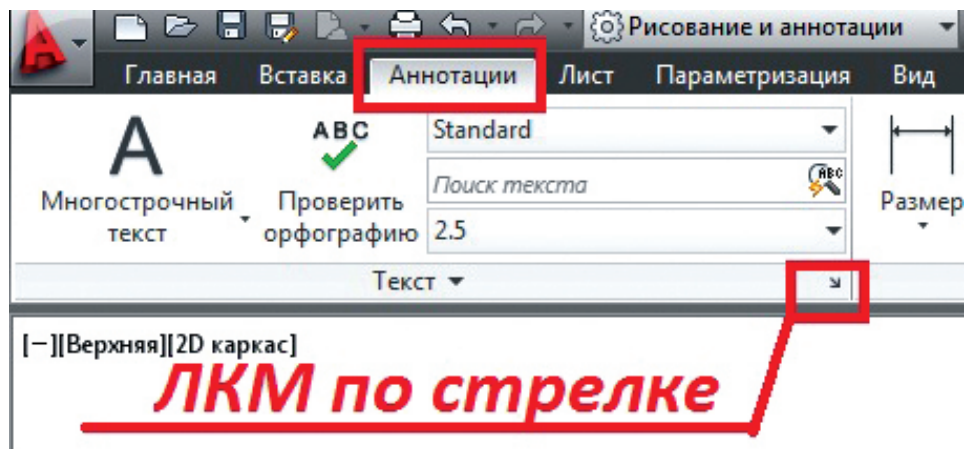 Рисование и аннотации
Главная Вставка Аннотации Лист Параметризация Вид
A ABC Standard
Поиск текста ABC
Многострочный текст
Проверить орфографию
2.5
Размер
Текст
[−][Верхняя][2D каркас]
ЛКМ по стрелке